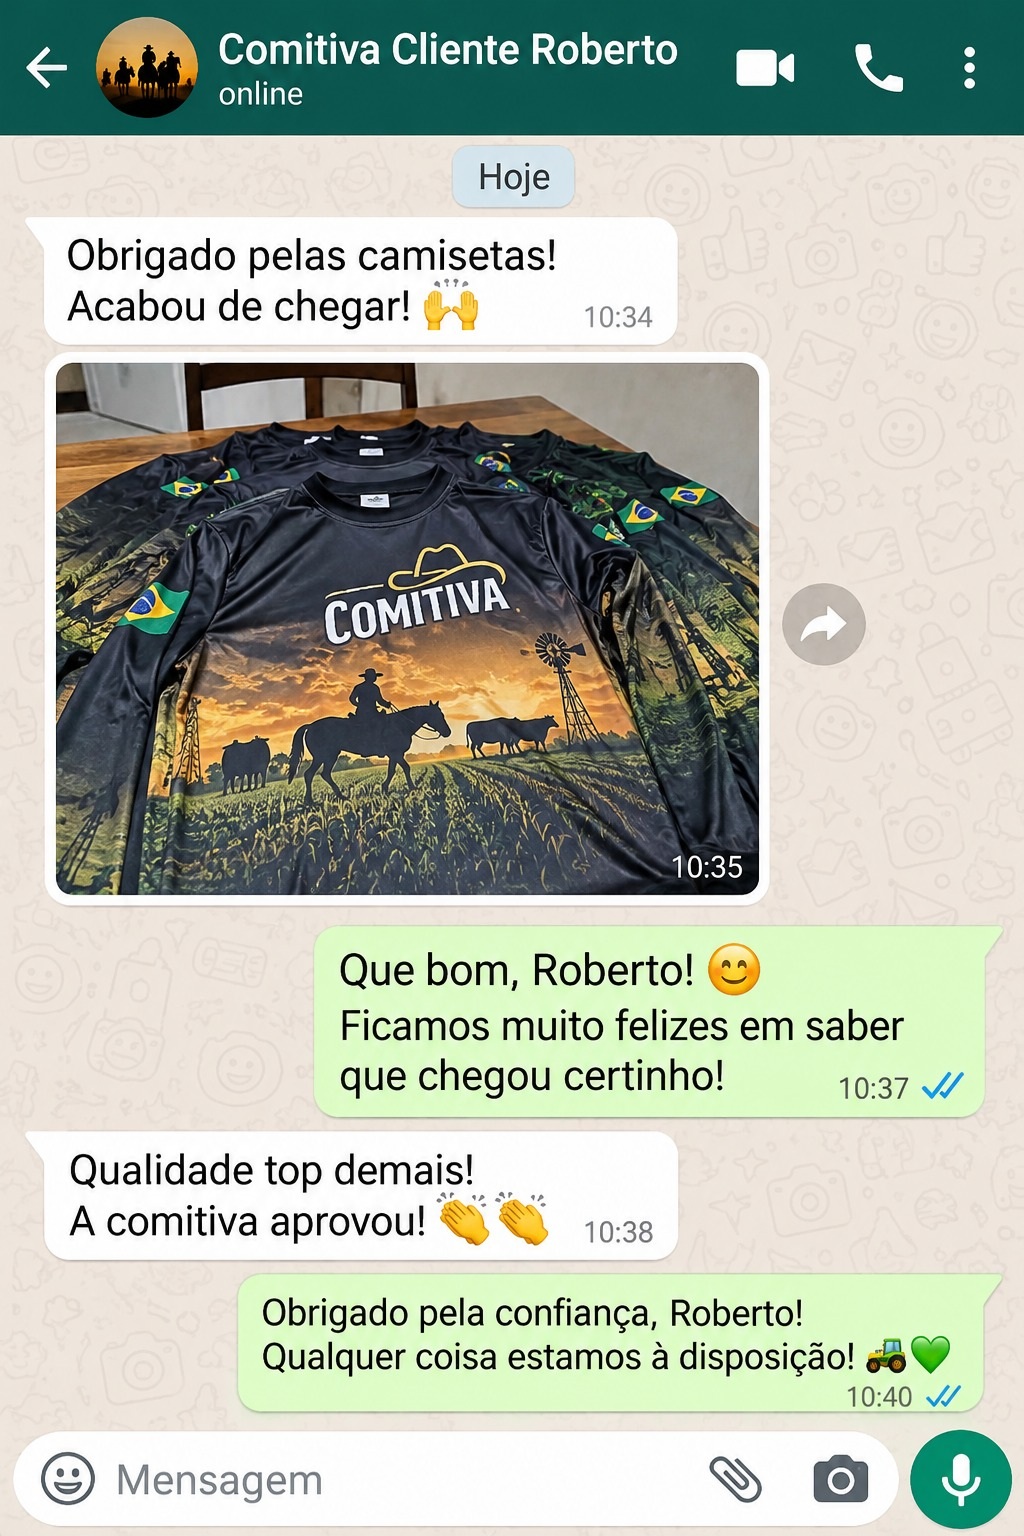 Comitiva Cliente Roberto
online
Hoje
Obrigado pelas camisetas!
Acabou de chegar! 🙌
10:34
COMITIVA
10:35
Que bom, Roberto! 😊
Ficamos muito felizes em saber
que chegou certinho!
10:37
Qualidade top demais!
A comitiva aprovou! 👏👏
10:38
Obrigado pela confiança, Roberto!
Qualquer coisa estamos à disposição! 🚜💚
10:40
Mensagem